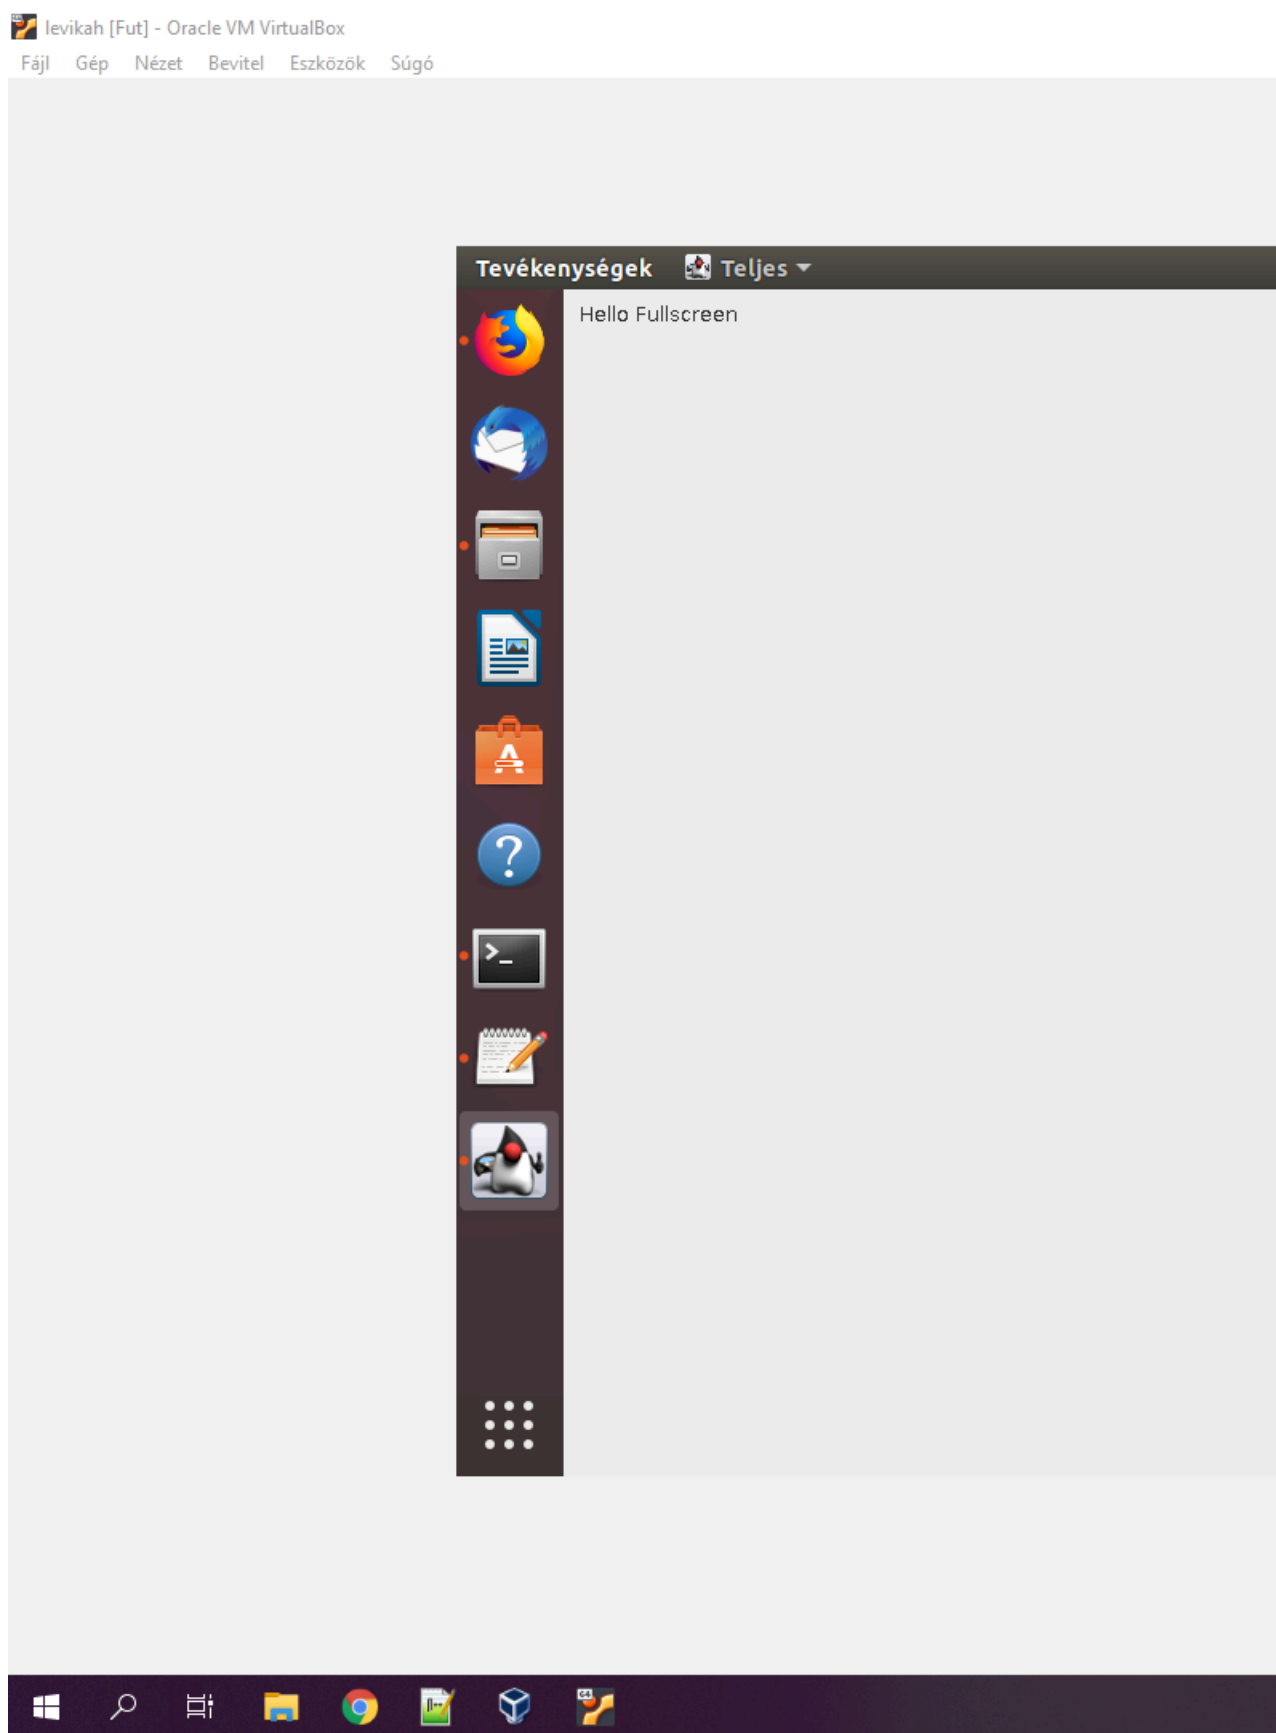 levikah [Fut] - Oracle VM VirtualBox
Fájl Gép Nézet Bevitel Eszközök Súgó
Tevékenységek Teljes
Hello Fullscreen